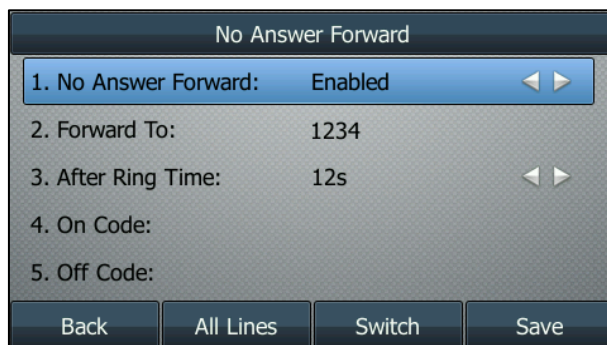 No Answer Forward
1. No Answer Forward: Enabled
2. Forward To: 1234
3. After Ring Time: 12s
4. On Code:
5. Off Code:
Back All Lines Switch Save